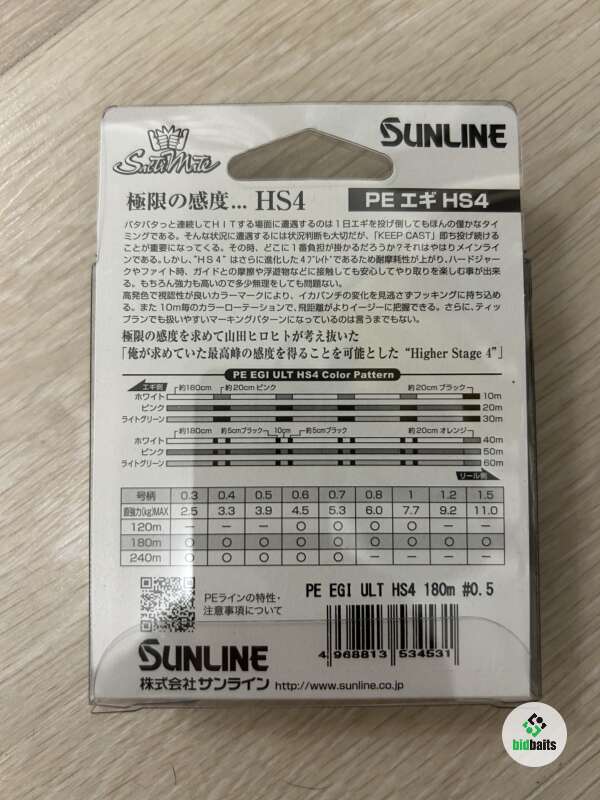 SaltiMate
SUNLINE
極限の感度... HS4
PE エギ HS4
バタバタっと連続してHITする場面に遭遇するのは1日エギを投げ倒してもほんの僅かなタイ
ミングである。そんな状況に遭遇するには状況判断も大切だが、「KEEP CAST」即ち投げ続ける
ことが重要になってくる。その時、どこに1番負担が掛かるだろうか?それはやはりメインライ
ンである。しかし、"HS4"はさらに進化した4ブレイドであるため耐摩耗性が上がり、ハードジャー
クやファイト時、ガイドとの摩擦や浮遊物などに接触しても安心してやり取りを楽しむ事が出来
る。もちろん強力も高いので多少無理をしても問題ない。
高発色で視認性が良いカラーマークにより、イカパンチの変化を見逃さずフッキングに持ち込め
る。また10m毎のカラーローテーションで、飛距離がよりイージーに把握できる。さらに、ティッ
プランでも扱いやすいマーキングパターンになっているのは言うまでもない。
極限の感度を求めて山田ヒロヒトが考え抜いた
「俺が求めていた最高峰の感度を得ることを可能とした "Higher Stage 4"」
PE EGI ULT HS4 Color Pattern
エギ側 約180cm 約20cm ピンク 約20cm ブラック
ホワイト 10m
ピンク 20m
ライトグリーン 30m
約180cm 約5cmブラック 10cm 約5cmブラック 約20cm オレンジ
ホワイト 40m
ピンク 50m
ライトグリーン 60m
リール側
号柄 0.3 0.4 0.5 0.6 0.7 0.8 1 1.2 1.5
直強力(kg)MAX 2.5 3.3 3.9 4.5 5.3 6.0 7.7 9.2 11.0
120m － － － ○ ○ ○ ○ － －
180m ○ ○ ○ ○ ○ ○ ○ ○ ○
240m ○ ○ ○ ○ ○ － － － －
PEラインの特性・
注意事項について
PE EGI ULT HS4 180m #0.5
4 968813 534531
SUNLINE
株式会社サンライン http://www.sunline.co.jp
bidbaits